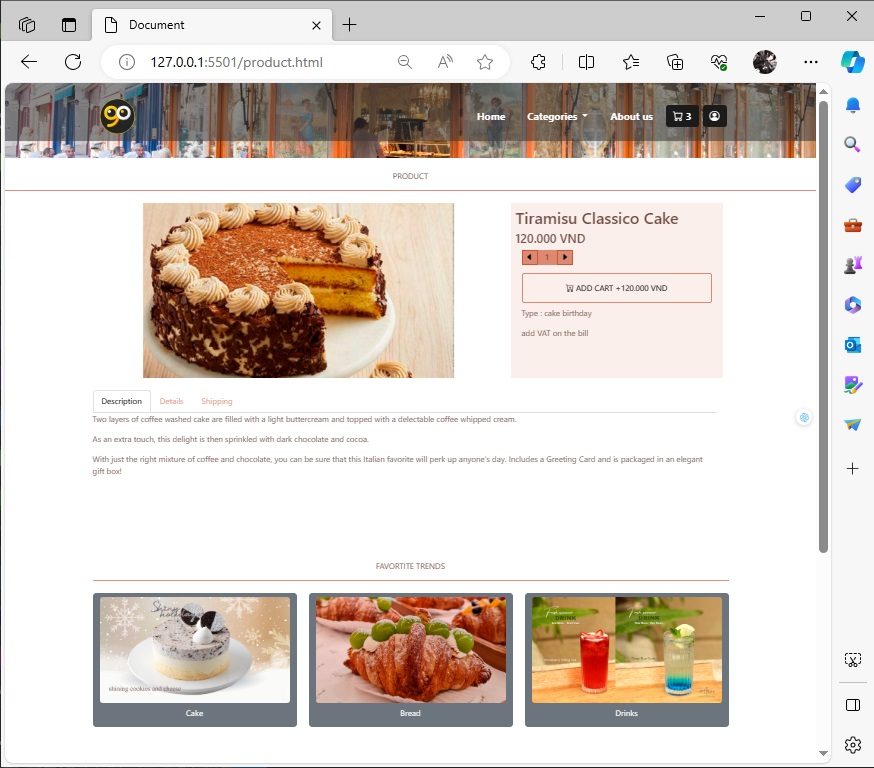 Document
127.0.0.1:5501/product.html
go
Home Categories About us 3
PRODUCT
Tiramisu Classico Cake
120.000 VND
1
ADD CART +120.000 VND
Type : cake birthday
add VAT on the bill
Description Details Shipping
Two layers of coffee washed cake are filled with a light buttercream and topped with a delectable coffee whipped cream.
As an extra touch, this delight is then sprinkled with dark chocolate and cocoa.
With just the right mixture of coffee and chocolate, you can be sure that this Italian favorite will perk up anyone's day. Includes a Greeting Card and is packaged in an elegant
gift box!
FAVORTITE TRENDS
shining cookies and cheese
Cake
Bread
Drinks